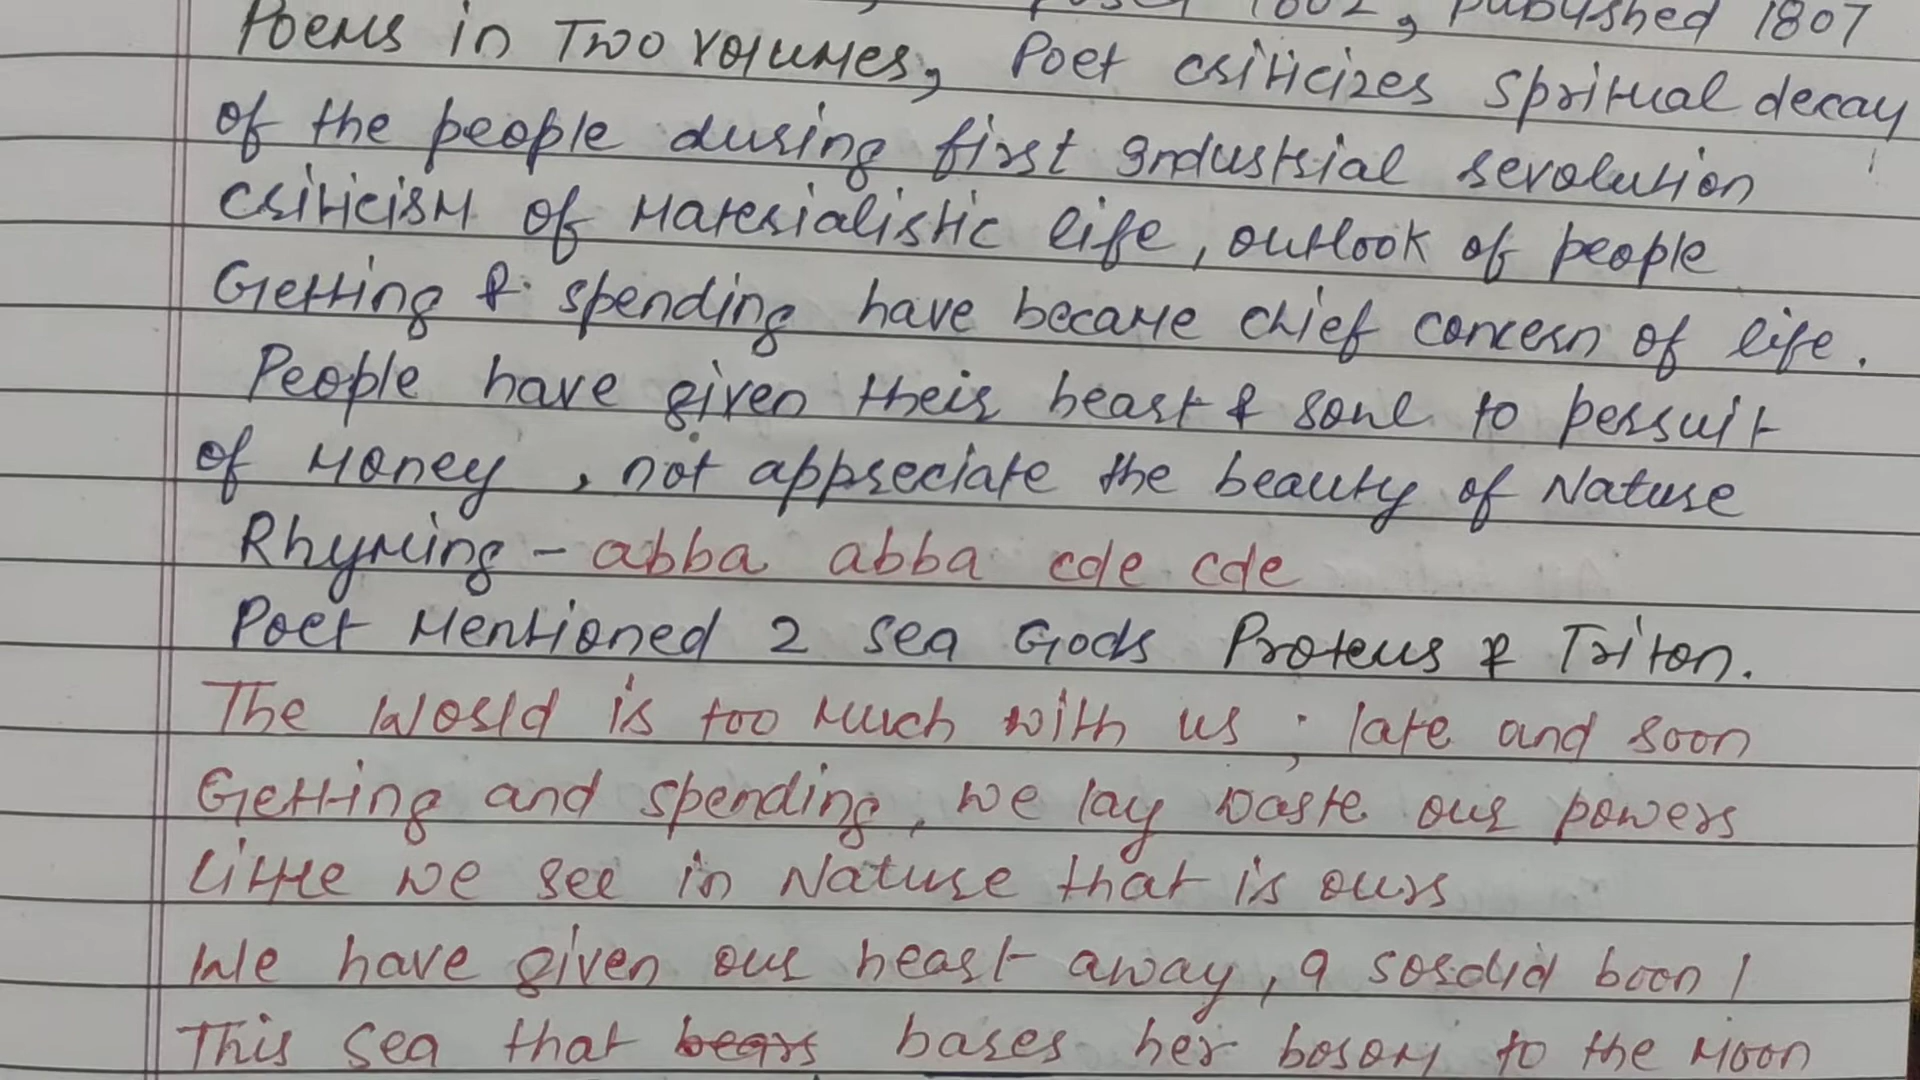 1802, published 1807
Poems in Two Volumes, Poet criticizes Spritual decay
of the people during first Industrial revolution
criticism of Materialistic life, outlook of people
Getting & spending have became chief concern of life.
People have given their heart & soul to persuit
of Money, not appreciate the beauty of Nature
Rhyming - abba abba cde cde
Poet Mentioned 2 sea Gods Proteus & Triton.
The World is too Much with us ; late and soon
Getting and spending, we lay waste our powers
Little we see in Nature that is ours
We have given our heart away, a sordid boon !
This Sea that bears bares her bosom to the Moon